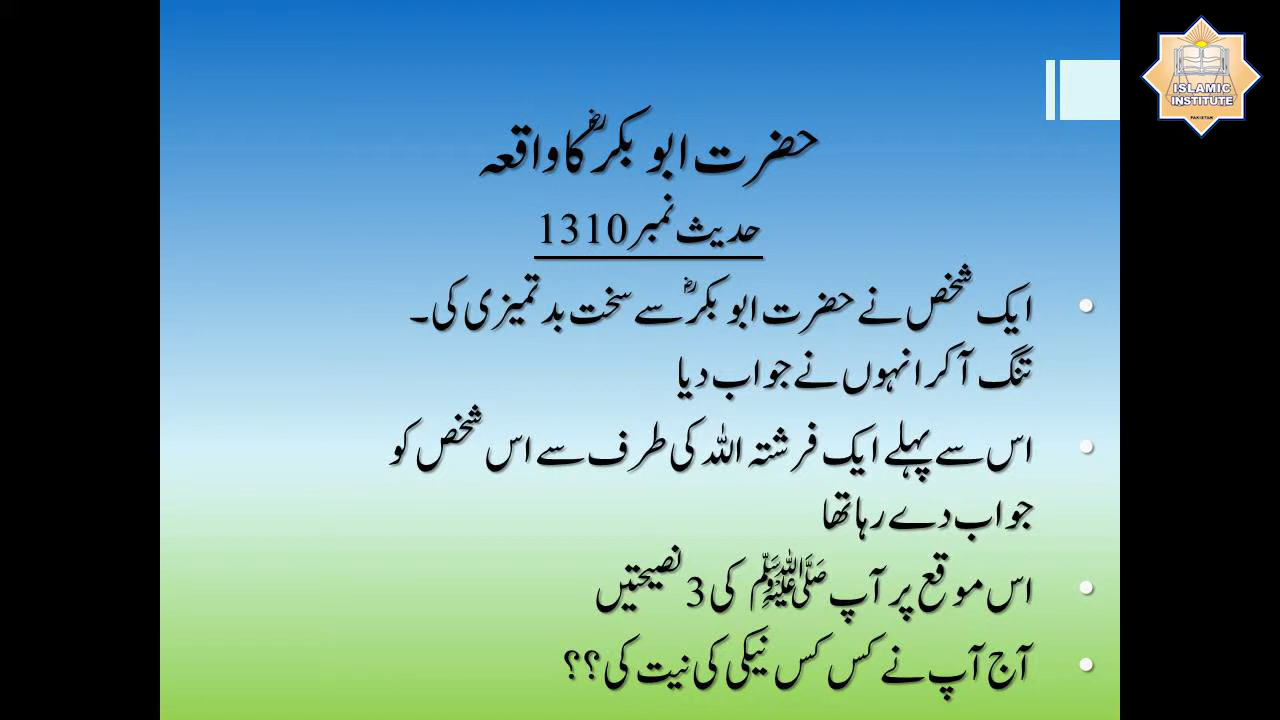 ISLAMIC
INSTITUTE
PAKISTAN
حضرت ابو بکرؓ کا واقعہ
حدیث نمبر 1310
ایک شخص نے حضرت ابو بکرؓ سے سخت بد تمیزی کی۔
تنگ آ کر انہوں نے جواب دیا
اس سے پہلے ایک فرشتہ اللہ کی طرف سے اس شخص کو
جواب دے رہا تھا
اس موقع پر آپ ﷺ کی 3 نصیحتیں
آج آپ نے کس کس نیکی کی نیت کی؟؟